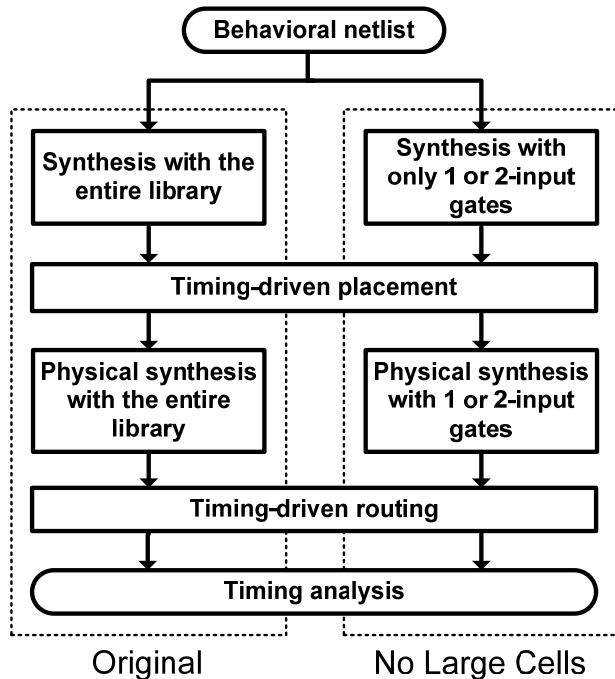 Behavioral netlist
Synthesis with the
entire library
Synthesis with
only 1 or 2-input
gates
Timing-driven placement
Physical synthesis
with the entire
library
Physical synthesis
with 1 or 2-input
gates
Timing-driven routing
Timing analysis
Original
No Large Cells